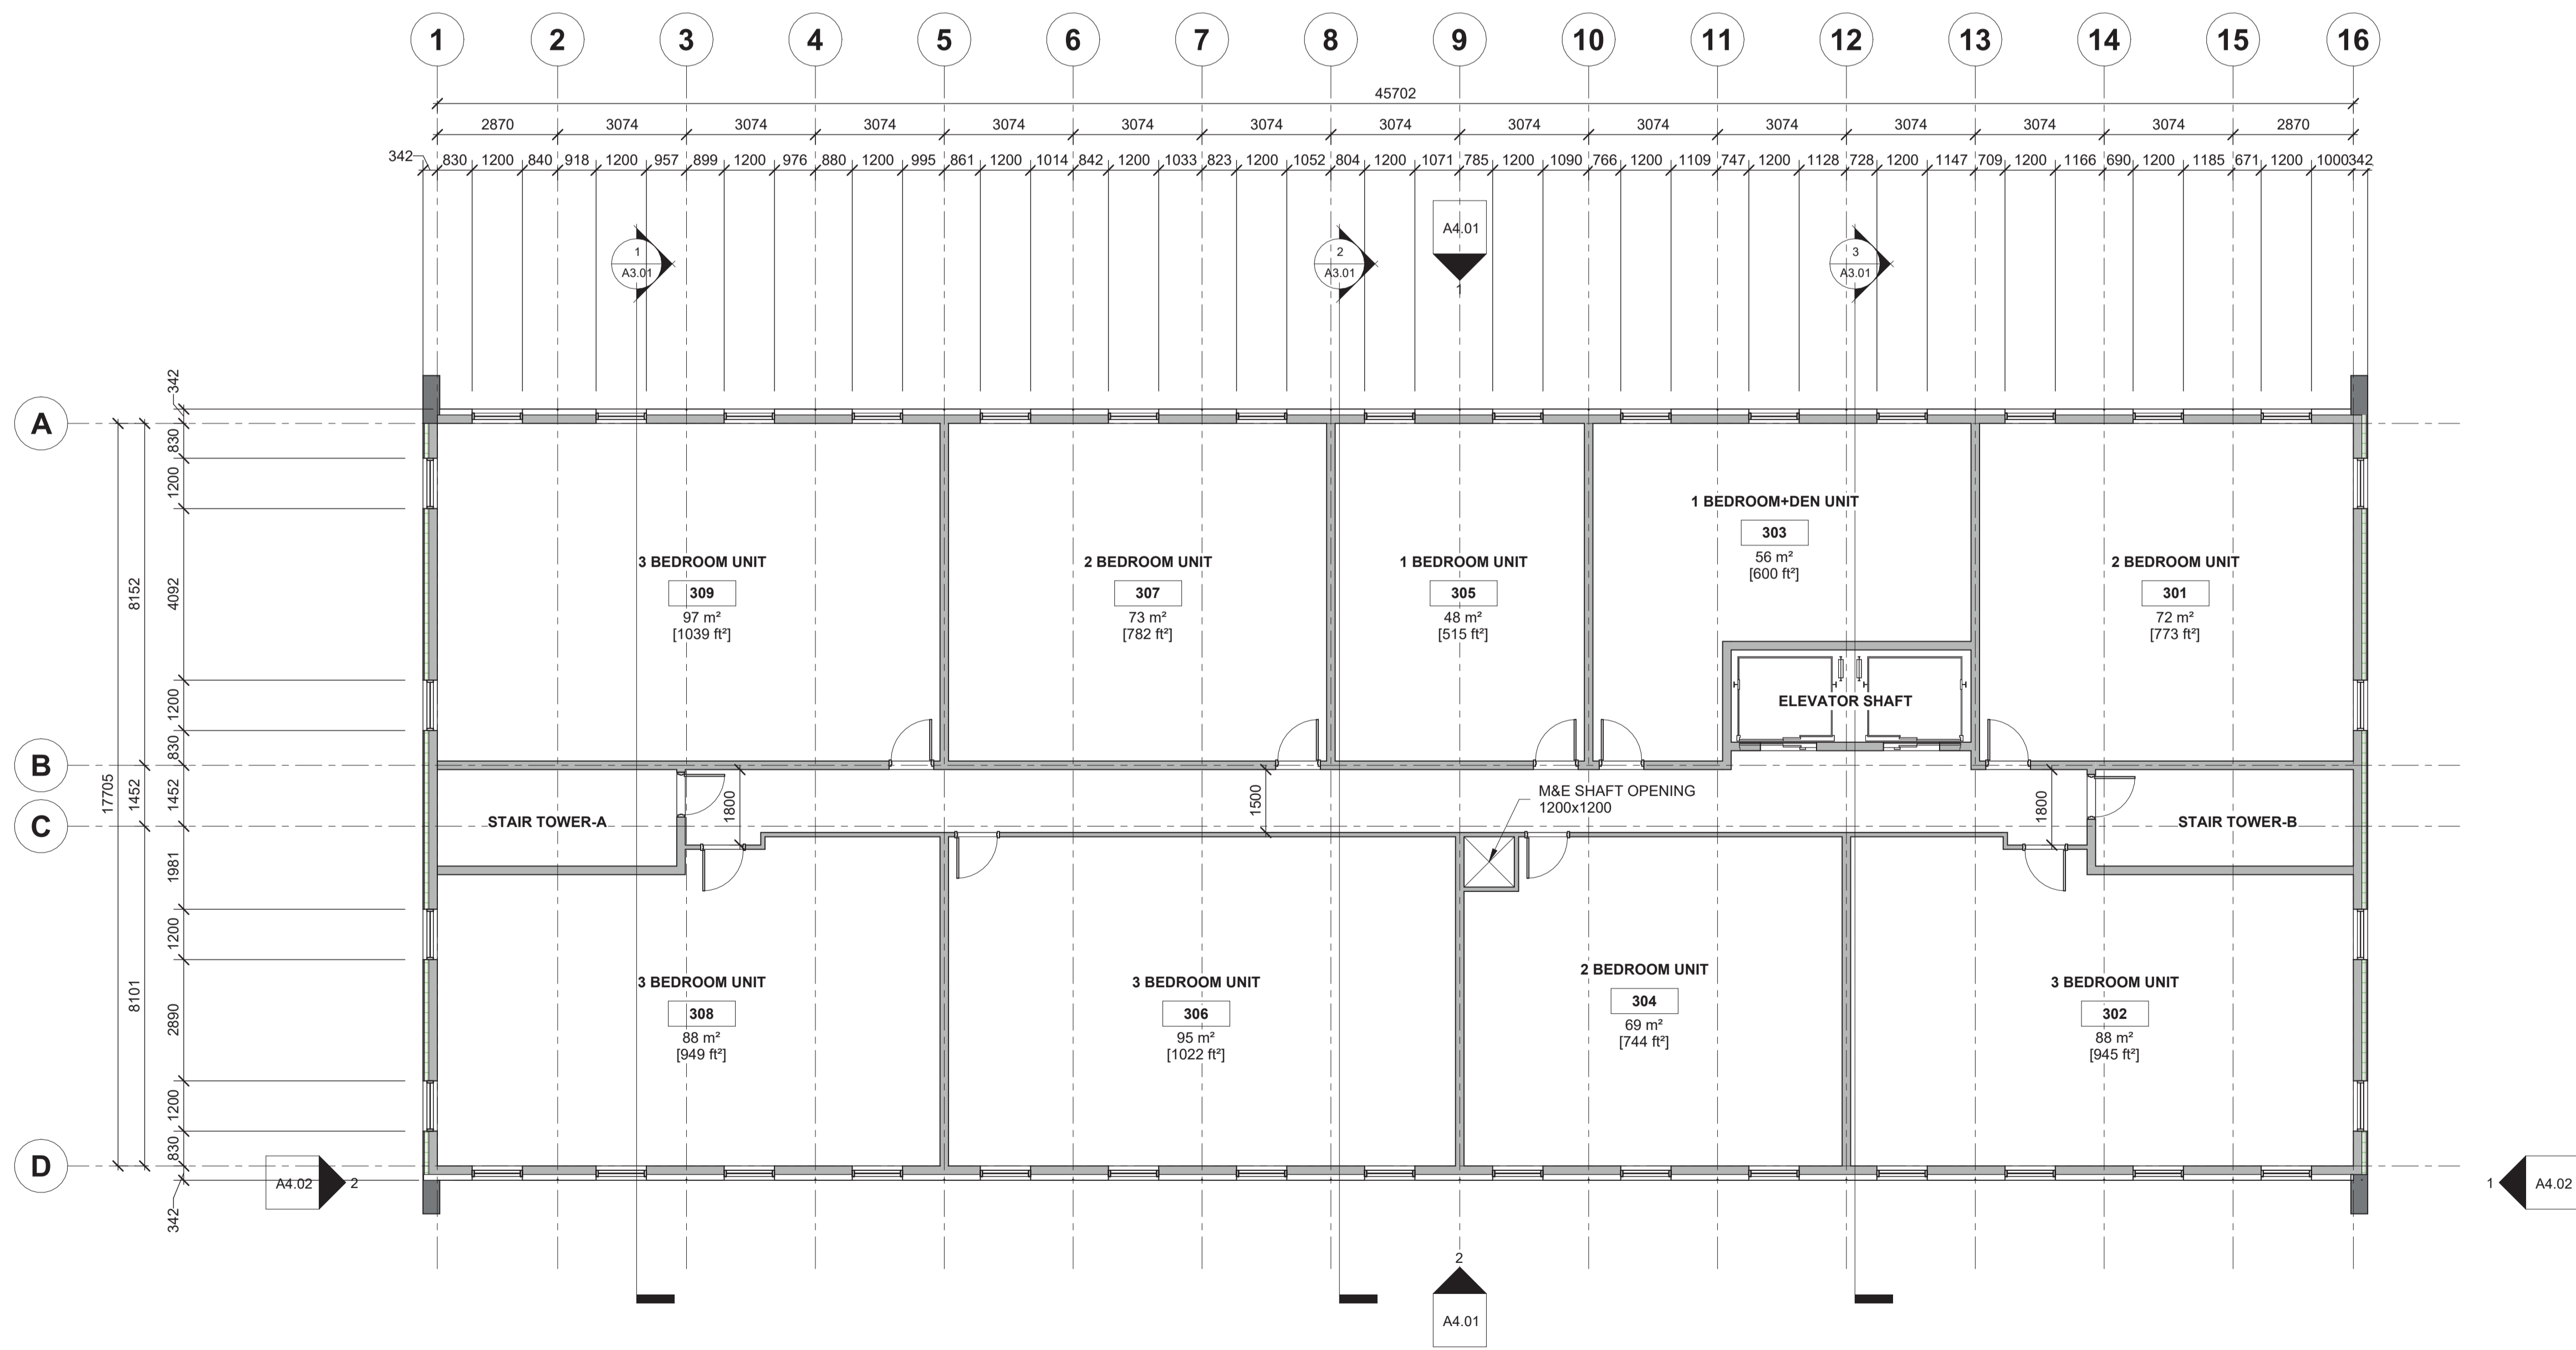 1 2 3 4 5 6 7 8 9 10 11 12 13 14 15 16
45702
2870 3074 3074 3074 3074 3074 3074 3074 3074 3074 3074 3074 3074 3074 2870
342 830 1200 840 918 1200 957 899 1200 976 880 1200 995 861 1200 1014 842 1200 1033 823 1200 1052 804 1200 1071 785 1200 1090 766 1200 1109 747 1200 1128 728 1200 1147 709 1200 1166 690 1200 1185 671 1200 1000 342
1
A3.01
2
A3.01
A4.01
1
3
A3.01
A
B
C
D
17705
8152
1452
8101
342
830
1200
4092
1200
830
1452
1981
1200
2890
1200
830
342
3 BEDROOM UNIT
309
97 m²
[1039 ft²]
2 BEDROOM UNIT
307
73 m²
[782 ft²]
1 BEDROOM UNIT
305
48 m²
[515 ft²]
1 BEDROOM+DEN UNIT
303
56 m²
[600 ft²]
2 BEDROOM UNIT
301
72 m²
[773 ft²]
ELEVATOR SHAFT
STAIR TOWER-A
1800
1500
M&E SHAFT OPENING
1200x1200
1800
STAIR TOWER-B
3 BEDROOM UNIT
308
88 m²
[949 ft²]
3 BEDROOM UNIT
306
95 m²
[1022 ft²]
2 BEDROOM UNIT
304
69 m²
[744 ft²]
3 BEDROOM UNIT
302
88 m²
[945 ft²]
A4.02 2
1 A4.02
2
A4.01